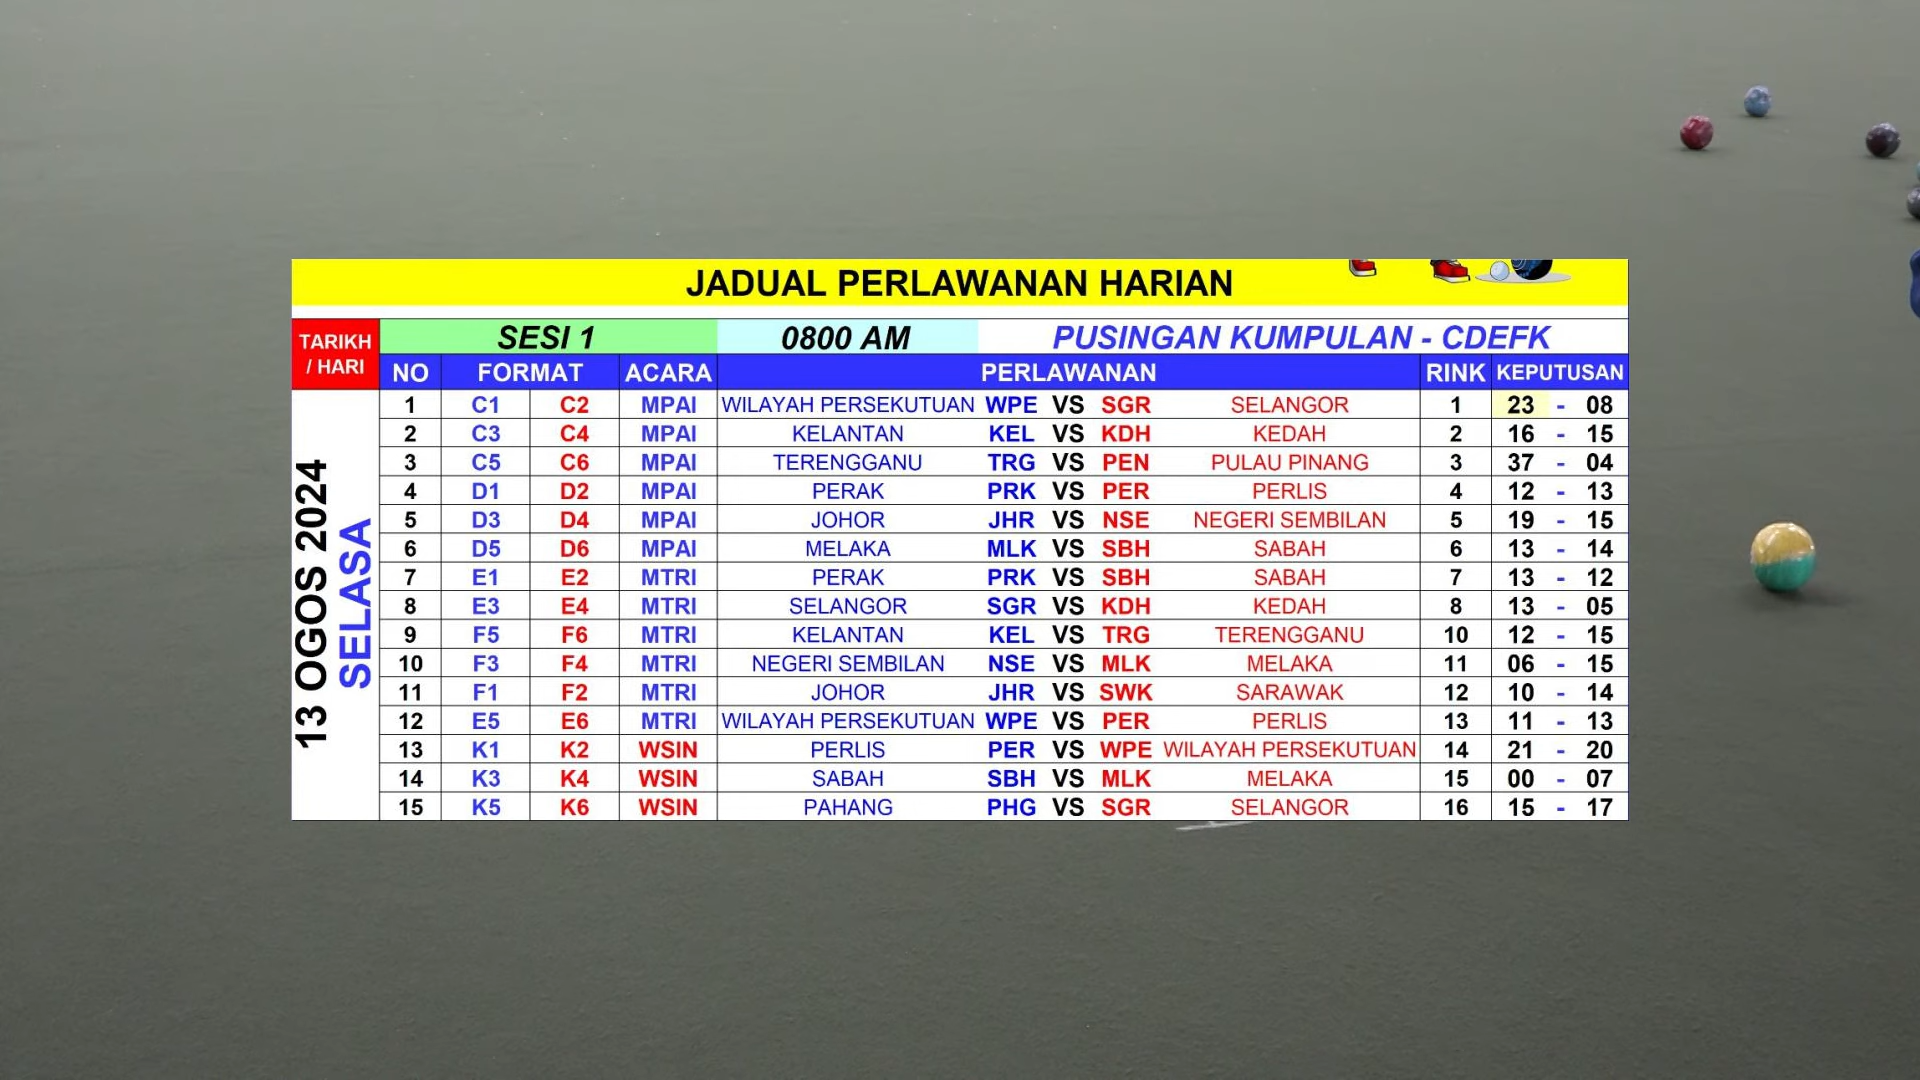 JADUAL PERLAWANAN HARIAN
TARIKH / HARI SESI 1 0800 AM PUSINGAN KUMPULAN - CDEFK
NO FORMAT ACARA PERLAWANAN RINK KEPUTUSAN
13 OGOS 2024
SELASA
1 C1 C2 MPAI WILAYAH PERSEKUTUAN WPE VS SGR SELANGOR 1 23 - 08
2 C3 C4 MPAI KELANTAN KEL VS KDH KEDAH 2 16 - 15
3 C5 C6 MPAI TERENGGANU TRG VS PEN PULAU PINANG 3 37 - 04
4 D1 D2 MPAI PERAK PRK VS PER PERLIS 4 12 - 13
5 D3 D4 MPAI JOHOR JHR VS NSE NEGERI SEMBILAN 5 19 - 15
6 D5 D6 MPAI MELAKA MLK VS SBH SABAH 6 13 - 14
7 E1 E2 MTRI PERAK PRK VS SBH SABAH 7 13 - 12
8 E3 E4 MTRI SELANGOR SGR VS KDH KEDAH 8 13 - 05
9 F5 F6 MTRI KELANTAN KEL VS TRG TERENGGANU 10 12 - 15
10 F3 F4 MTRI NEGERI SEMBILAN NSE VS MLK MELAKA 11 06 - 15
11 F1 F2 MTRI JOHOR JHR VS SWK SARAWAK 12 10 - 14
12 E5 E6 MTRI WILAYAH PERSEKUTUAN WPE VS PER PERLIS 13 11 - 13
13 K1 K2 WSIN PERLIS PER VS WPE WILAYAH PERSEKUTUAN 14 21 - 20
14 K3 K4 WSIN SABAH SBH VS MLK MELAKA 15 00 - 07
15 K5 K6 WSIN PAHANG PHG VS SGR SELANGOR 16 15 - 17